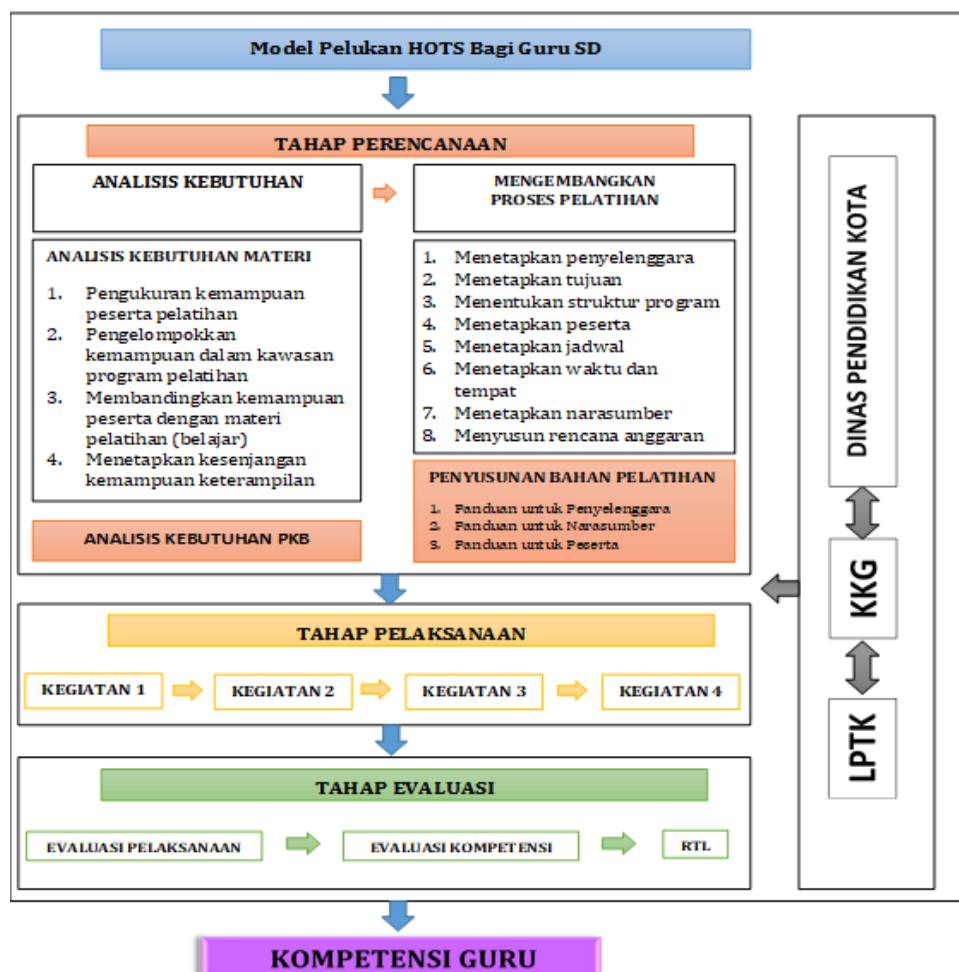 Model Pelukan HOTS Bagi Guru SD
TAHAP PERENCANAAN
ANALISIS KEBUTUHAN
MENGEMBANGKAN
PROSES PELATIHAN
ANALISIS KEBUTUHAN MATERI
1. Pengukuran kemampuan
peserta pelatihan
2. Pengelompokkan
kemampuan dalam kawasan
program pelatihan
3. Membandingkan kemampuan
peserta dengan materi
pelatihan (belajar)
4. Menetapkan kesenjangan
kemampuan keterampilan
ANALISIS KEBUTUHAN PKB
1. Menetapkan penyelenggara
2. Menetapkan tujuan
3. Menentukan struktur program
4. Menetapkan peserta
5. Menetapkan jadwal
6. Menetapkan waktu dan
tempat
7. Menetapkan narasumber
8. Menyusun rencana anggaran
PENYUSUNAN BAHAN PELATIHAN
1. Panduan untuk Penyelenggara
2. Panduan untuk Narasumber
3. Panduan untuk Peserta
TAHAP PELAKSANAAN
KEGIATAN 1
KEGIATAN 2
KEGIATAN 3
KEGIATAN 4
TAHAP EVALUASI
EVALUASI PELAKSANAAN
EVALUASI KOMPETENSI
RTL
KOMPETENSI GURU
DINAS PENDIDIKAN KOTA
KKG
LPTK